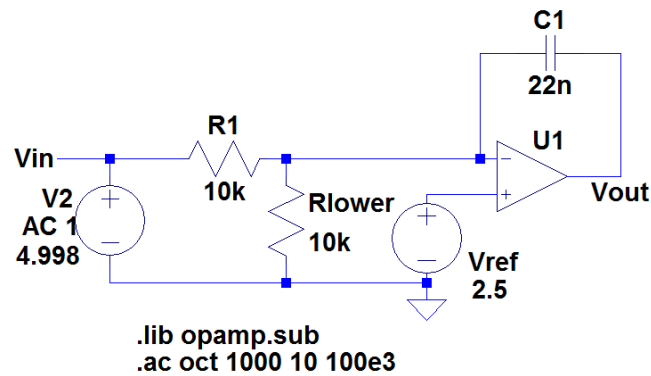 C1
22n
R1
10k
U1
Vin
V2
AC 1
4.998
Rlower
10k
Vout
Vref
2.5
.lib opamp.sub
.ac oct 1000 10 100e3